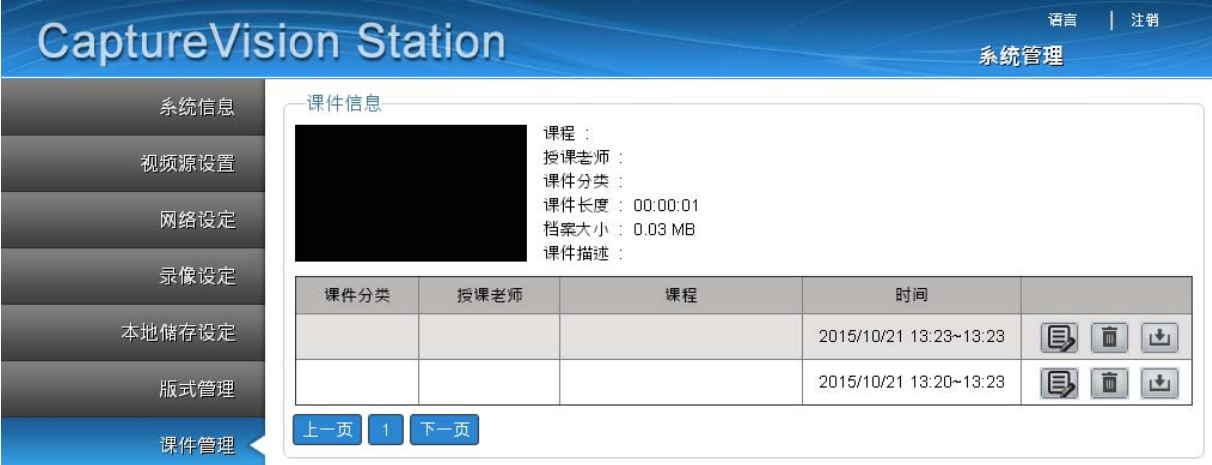 CaptureVision Station
语言 | 注销
系统管理
系统信息
视频源设置
网络设定
录像设定
本地储存设定
版式管理
课件管理
课件信息
课程 :
授课老师 :
课件分类 :
课件长度 : 00:00:01
档案大小 : 0.03 MB
课件描述 :
课件分类 授课老师 课程 时间
2015/10/21 13:23~13:23
2015/10/21 13:20~13:23
上一页 1 下一页